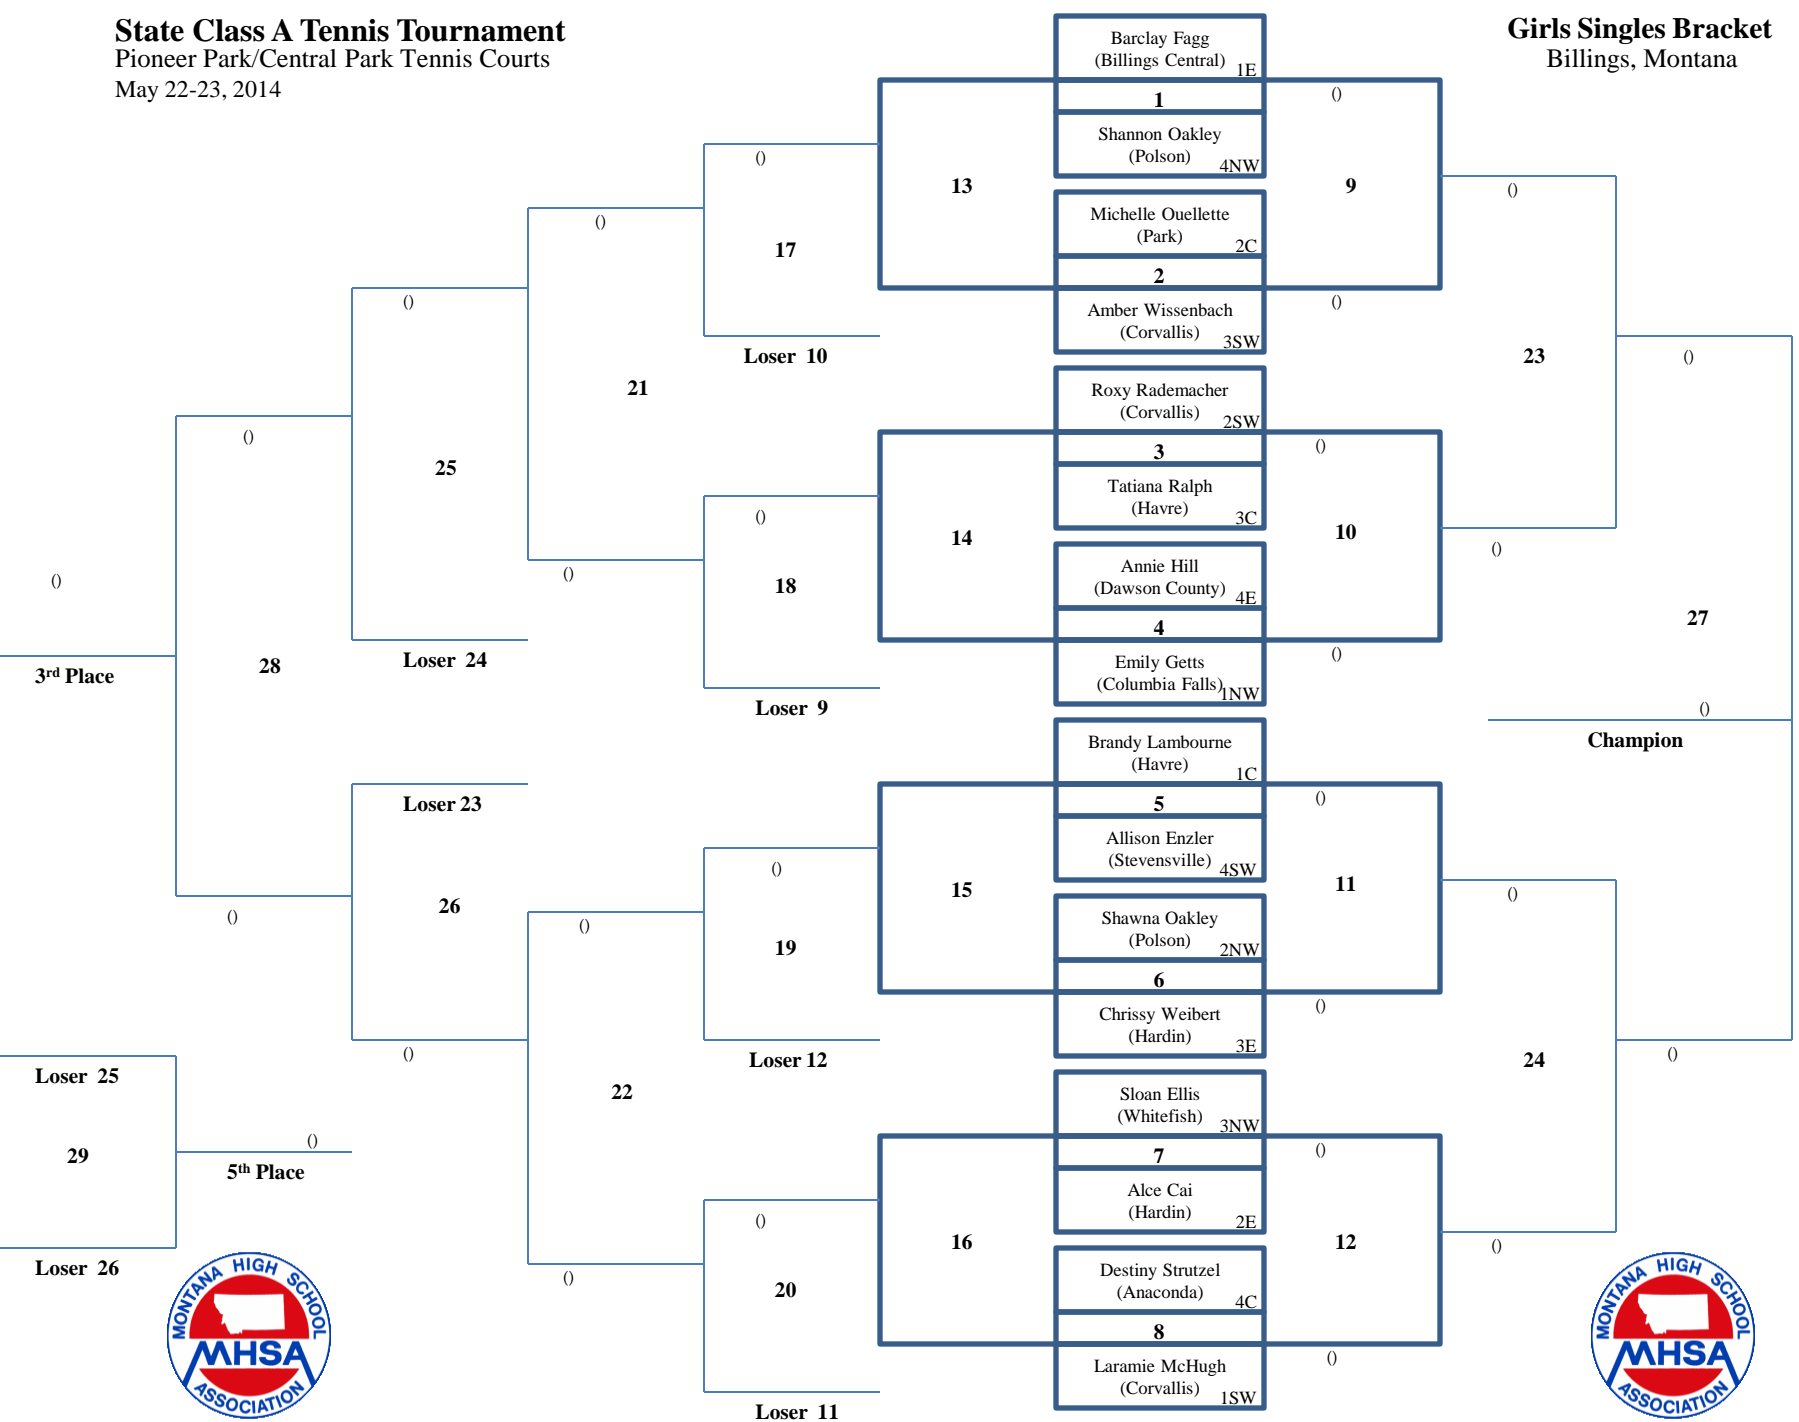 State Class A Tennis Tournament
Pioneer Park/Central Park Tennis Courts
May 22-23, 2014
Girls Singles Bracket
Billings, Montana
Barclay Fagg
(Billings Central) 1E
1
Shannon Oakley
(Polson) 4NW
Michelle Ouellette
(Park) 2C
2
Amber Wissenbach
(Corvallis) 3SW
Roxy Rademacher
(Corvallis) 2SW
3
Tatiana Ralph
(Havre) 3C
Annie Hill
(Dawson County) 4E
4
Emily Getts
(Columbia Falls) 1NW
Brandy Lambourne
(Havre) 1C
5
Allison Enzler
(Stevensville) 4SW
Shawna Oakley
(Polson) 2NW
6
Chrissy Weibert
(Hardin) 3E
Sloan Ellis
(Whitefish) 3NW
7
Alce Cai
(Hardin) 2E
Destiny Strutzel
(Anaconda) 4C
8
Laramie McHugh
(Corvallis) 1SW
()
9
()
()
10
()
()
11
()
()
12
()
()
23
()
()
24
()
()
27
()
()
Champion
13
14
15
16
()
17
Loser 10
()
18
Loser 9
()
19
Loser 12
()
20
Loser 11
()
21
()
()
22
()
()
25
Loser 24
Loser 23
26
()
()
28
()
()
3rd Place
Loser 25
29
Loser 26
()
5th Place
MONTANA HIGH SCHOOL
MHSA
ASSOCIATION
MONTANA HIGH SCHOOL
MHSA
ASSOCIATION